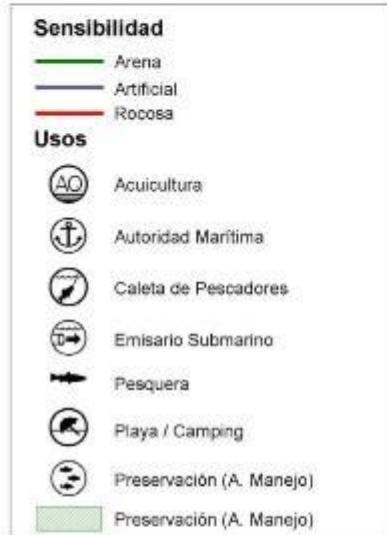 Sensibilidad
Arena
Artificial
Rocosa
Usos
AQ Acuicultura
Autoridad Marítima
Caleta de Pescadores
Emisario Submarino
Pesquera
Playa / Camping
Preservación (A. Manejo)
Preservación (A. Manejo)